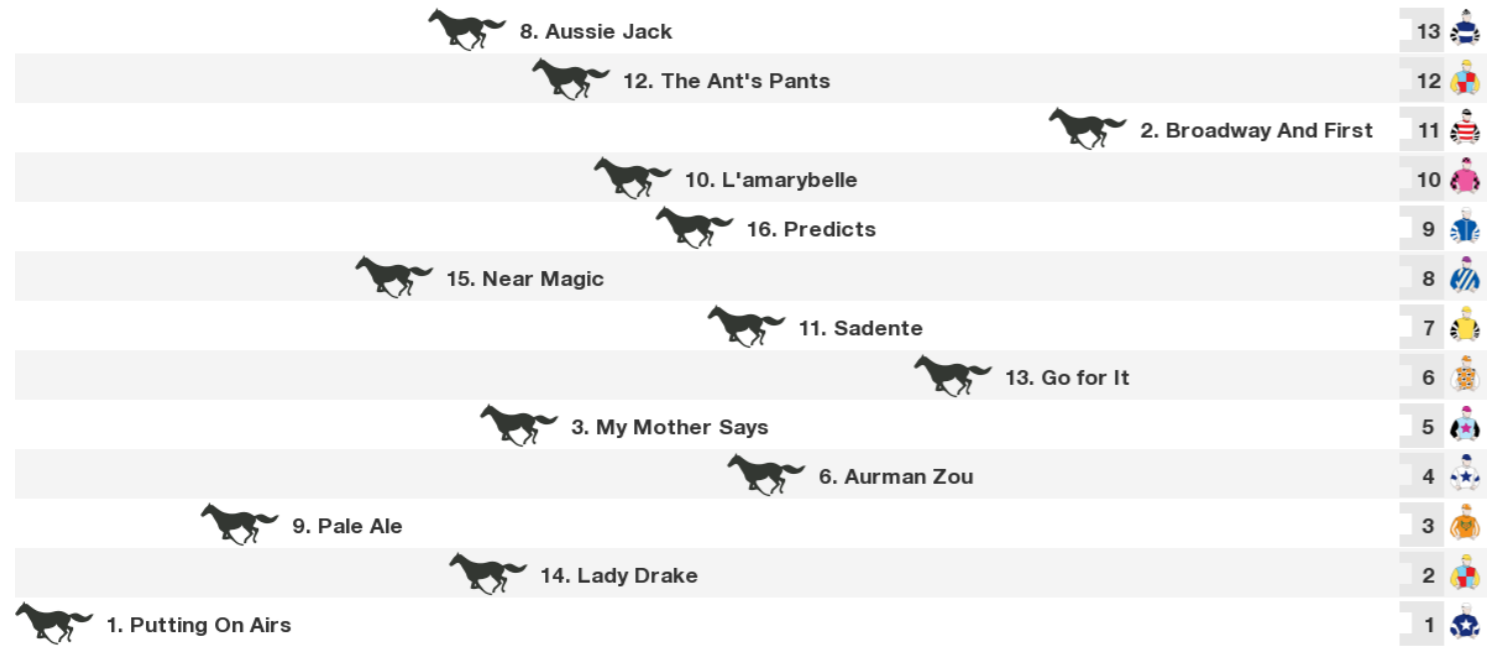 8. Aussie Jack 13
12. The Ant's Pants 12
2. Broadway And First 11
10. L'amarybelle 10
16. Predicts 9
15. Near Magic 8
11. Sadente 7
13. Go for It 6
3. My Mother Says 5
6. Aurman Zou 4
9. Pale Ale 3
14. Lady Drake 2
1. Putting On Airs 1